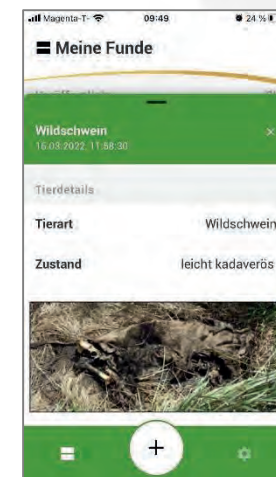 Magenta-T- 09:49 24 %
Meine Funde
Wildschwein ×
16.03.2022, 11:58:30
Tierdetails
Tierart Wildschwein
Zustand leicht kadaverös
+